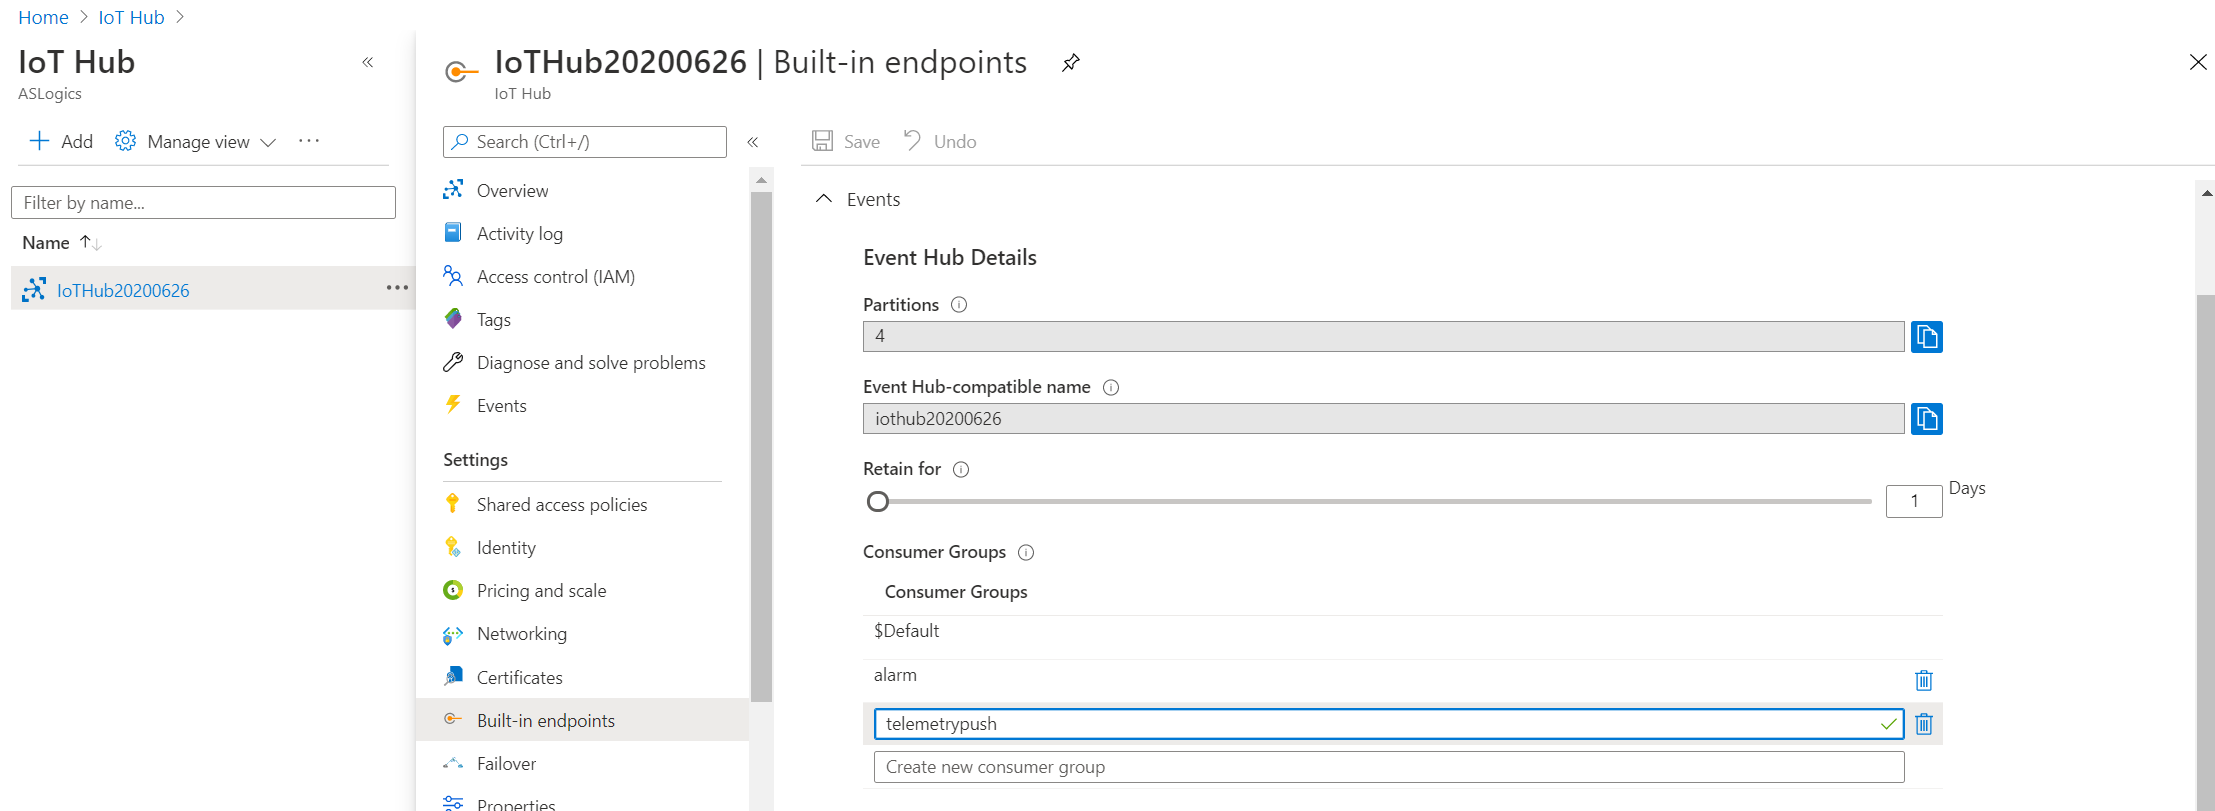 Home > IoT Hub >
IoT Hub
ASLogics
«
Add
Manage view
...
Filter by name...
Name ↑↓
IoTHub20200626
...
IoTHub20200626 | Built-in endpoints
IoT Hub
Search (Ctrl+/)
«
Overview
Activity log
Access control (IAM)
Tags
Diagnose and solve problems
Events
Settings
Shared access policies
Identity
Pricing and scale
Networking
Certificates
Built-in endpoints
Failover
Properties
Save
Undo
Events
Event Hub Details
Partitions
4
Event Hub-compatible name
iothub20200626
Retain for
1 Days
Consumer Groups
Consumer Groups
$Default
alarm
telemetrypush
Create new consumer group